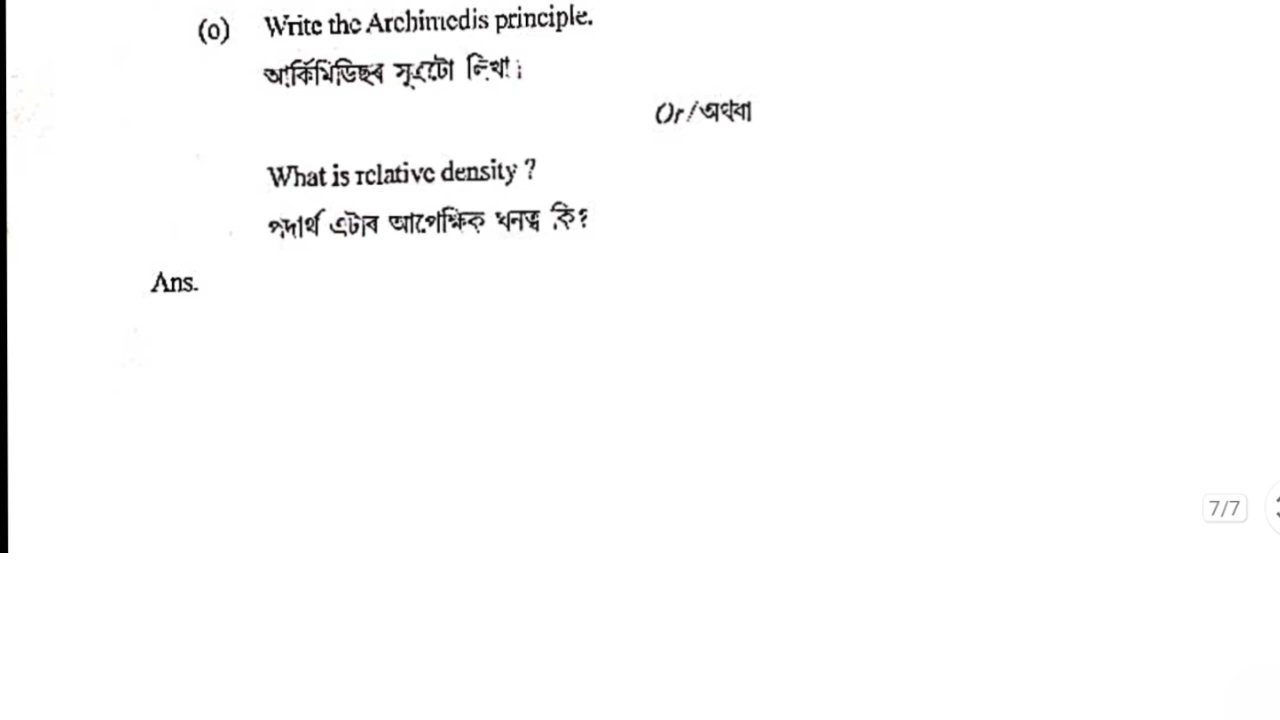 (o) Write the Archimedis principle.
আৰ্কিমিডিছৰ সূত্ৰটো লিখা।
Or/অথবা
What is relative density ?
পদাৰ্থ এটাৰ আপেক্ষিক ঘনত্ব কি?
Ans.
7/7